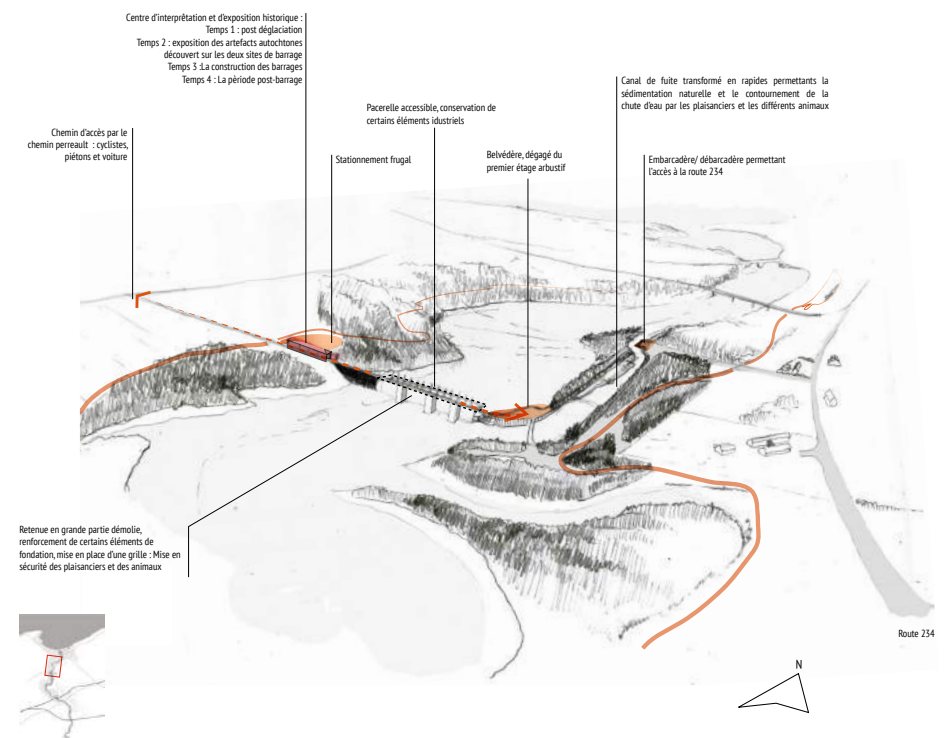 Centre d'interprêtation et d'exposition historique :
Temps 1 : post déglaciation
Temps 2 : exposition des artefacts autochtones
découvert sur les deux sites de barrage
Temps 3 :La construction des barrages
Temps 4 : La pèriode post-barrage
Canal de fuite transformé en rapides permettants la
sédimentation naturelle et le contournement de la
chute d'eau par les plaisanciers et les différents animaux
Pacerelle accessible, conservation de
certains éléments idustriels
Chemin d'accès par le
chemin perreault : cyclistes,
piétons et voiture
Stationnement frugal
Belvédère, dégagé du
premier étage arbustif
Embarcadère/ débarcadère permettant
l'accès à la route 234
Retenue en grande partie démolie,
renforcement de certains éléments de
fondation, mise en place d'une grille : Mise en
sécurité des plaisanciers et des animaux
Route 234
N